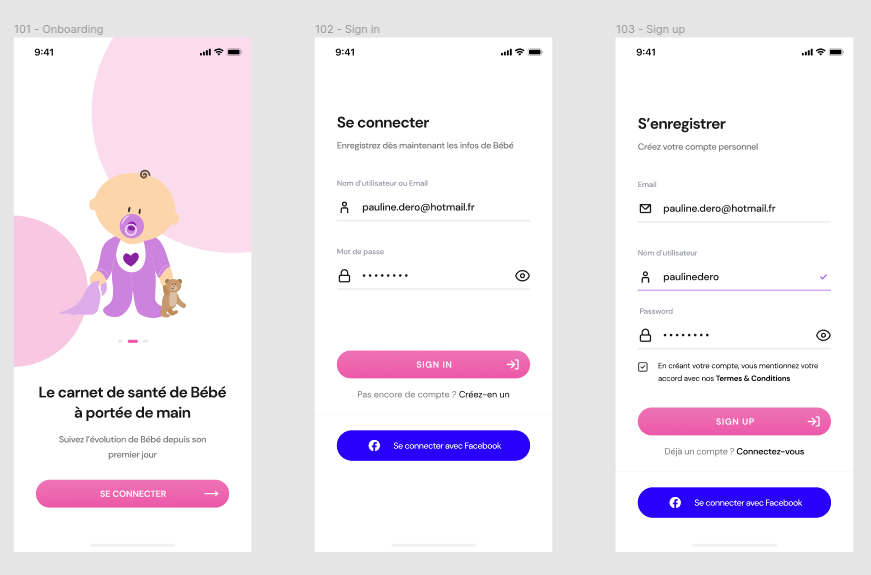 101 - Onboarding
9:41
Le carnet de santé de Bébé
à portée de main
Suivez l'évolution de Bébé depuis son
premier jour
SE CONNECTER
102 - Sign in
9:41
Se connecter
Enregistrez dès maintenant les infos de Bébé
Nom d'utilisateur ou Email
pauline.dero@hotmail.fr
Mot de passe
••••••••
SIGN IN
Pas encore de compte ? Créez-en un
Se connecter avec Facebook
103 - Sign up
9:41
S'enregistrer
Créez votre compte personnel
Email
pauline.dero@hotmail.fr
Nom d'utilisateur
paulinedero
Password
••••••••
En créant votre compte, vous mentionnez votre
accord avec nos Termes & Conditions
SIGN UP
Déjà un compte ? Connectez-vous
Se connecter avec Facebook